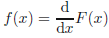 f(x) = d/dx F(x)